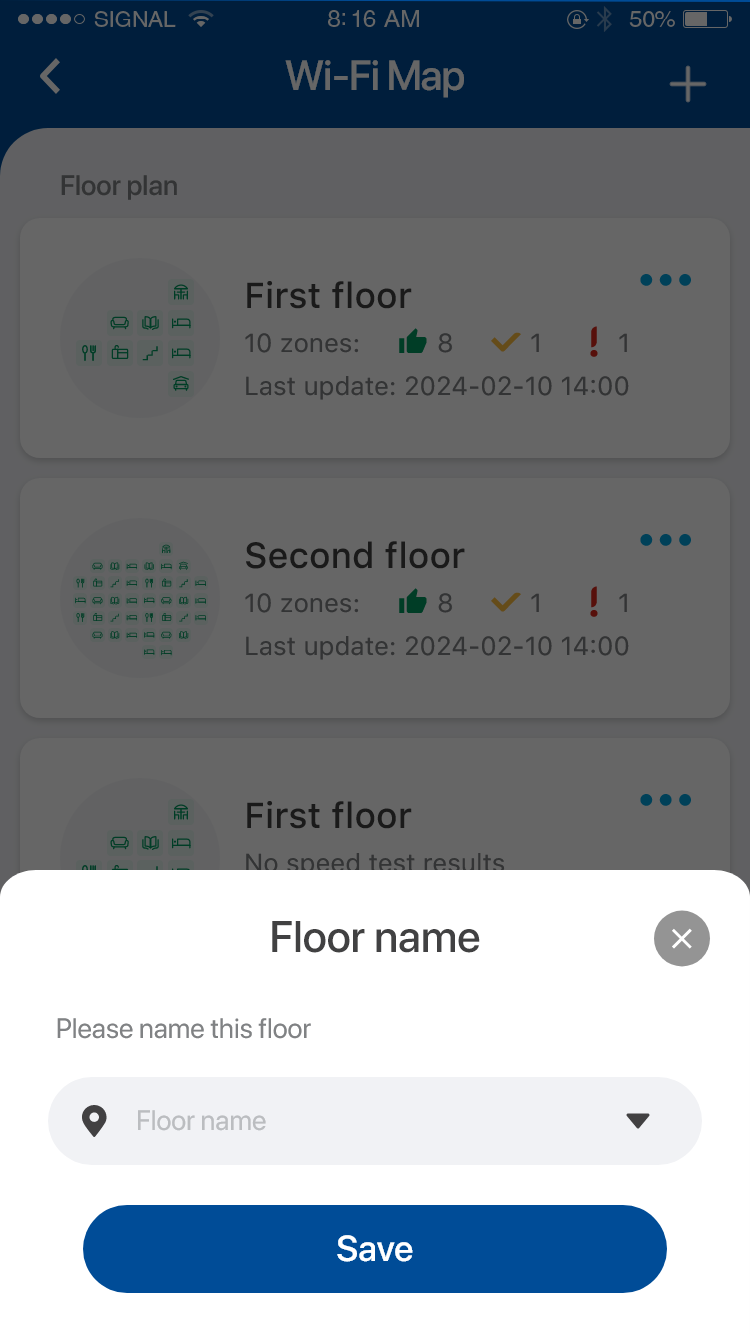 SIGNAL 8:16 AM 50%
Wi-Fi Map
Floor plan
First floor
10 zones: 8 1 1
Last update: 2024-02-10 14:00
Second floor
10 zones: 8 1 1
Last update: 2024-02-10 14:00
First floor
No speed test results
Floor name
Please name this floor
Floor name
Save